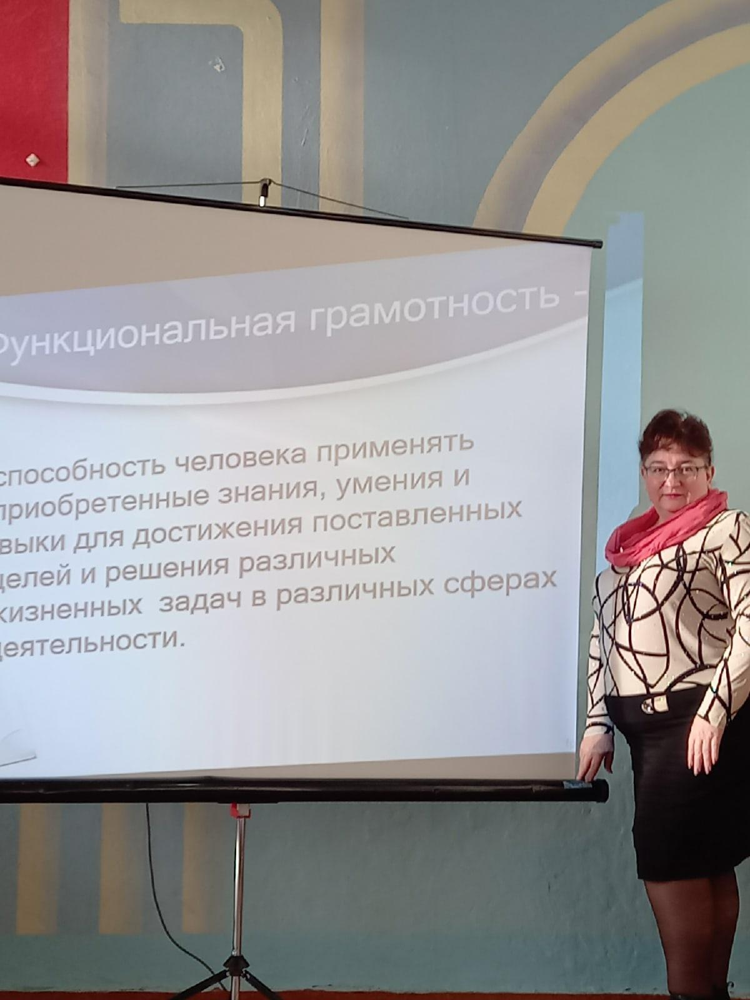 Функциональная грамотность -
способность человека применять
приобретенные знания, умения и
выки для достижения поставленных
целей и решения различных
жизненных задач в различных сферах
деятельности.